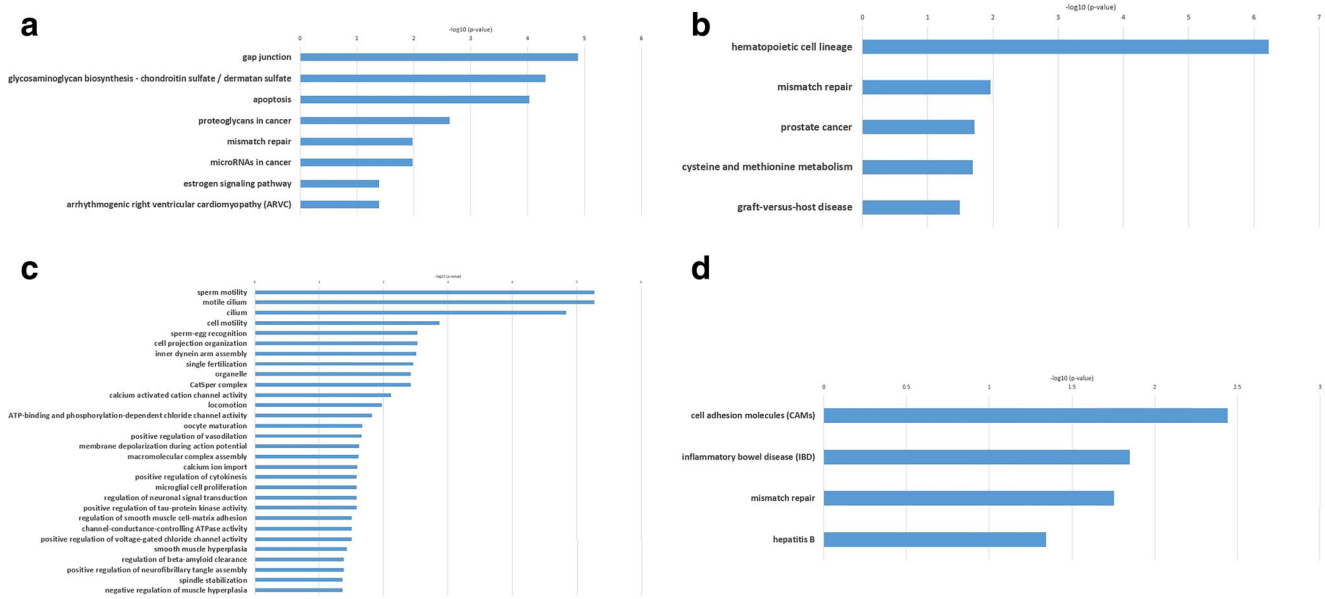 a
-log10 (p-value)
0 1 2 3 4 5 6
gap junction
glycosaminoglycan biosynthesis - chondroitin sulfate / dermatan sulfate
apoptosis
proteoglycans in cancer
mismatch repair
microRNAs in cancer
estrogen signaling pathway
arrhythmogenic right ventricular cardiomyopathy (ARVC)
b
-log10 (p-value)
0 1 2 3 4 5 6 7
hematopoietic cell lineage
mismatch repair
prostate cancer
cysteine and methionine metabolism
graft-versus-host disease
c
-log10 (p-value)
0 1 2 3 4 5 6
sperm motility
motile cilium
cilium
cell motility
sperm-egg recognition
cell projection organization
inner dynein arm assembly
single fertilization
organelle
CatSper complex
calcium activated cation channel activity
locomotion
ATP-binding and phosphorylation-dependent chloride channel activity
oocyte maturation
positive regulation of vasodilation
membrane depolarization during action potential
macromolecular complex assembly
calcium ion import
positive regulation of cytokinesis
microglial cell proliferation
regulation of neuronal signal transduction
positive regulation of tau-protein kinase activity
regulation of smooth muscle cell-matrix adhesion
channel-conductance-controlling ATPase activity
positive regulation of voltage-gated chloride channel activity
smooth muscle hyperplasia
regulation of beta-amyloid clearance
positive regulation of neurofibrillary tangle assembly
spindle stabilization
negative regulation of muscle hyperplasia
d
-log10 (p-value)
0 0.5 1 1.5 2 2.5 3
cell adhesion molecules (CAMs)
inflammatory bowel disease (IBD)
mismatch repair
hepatitis B